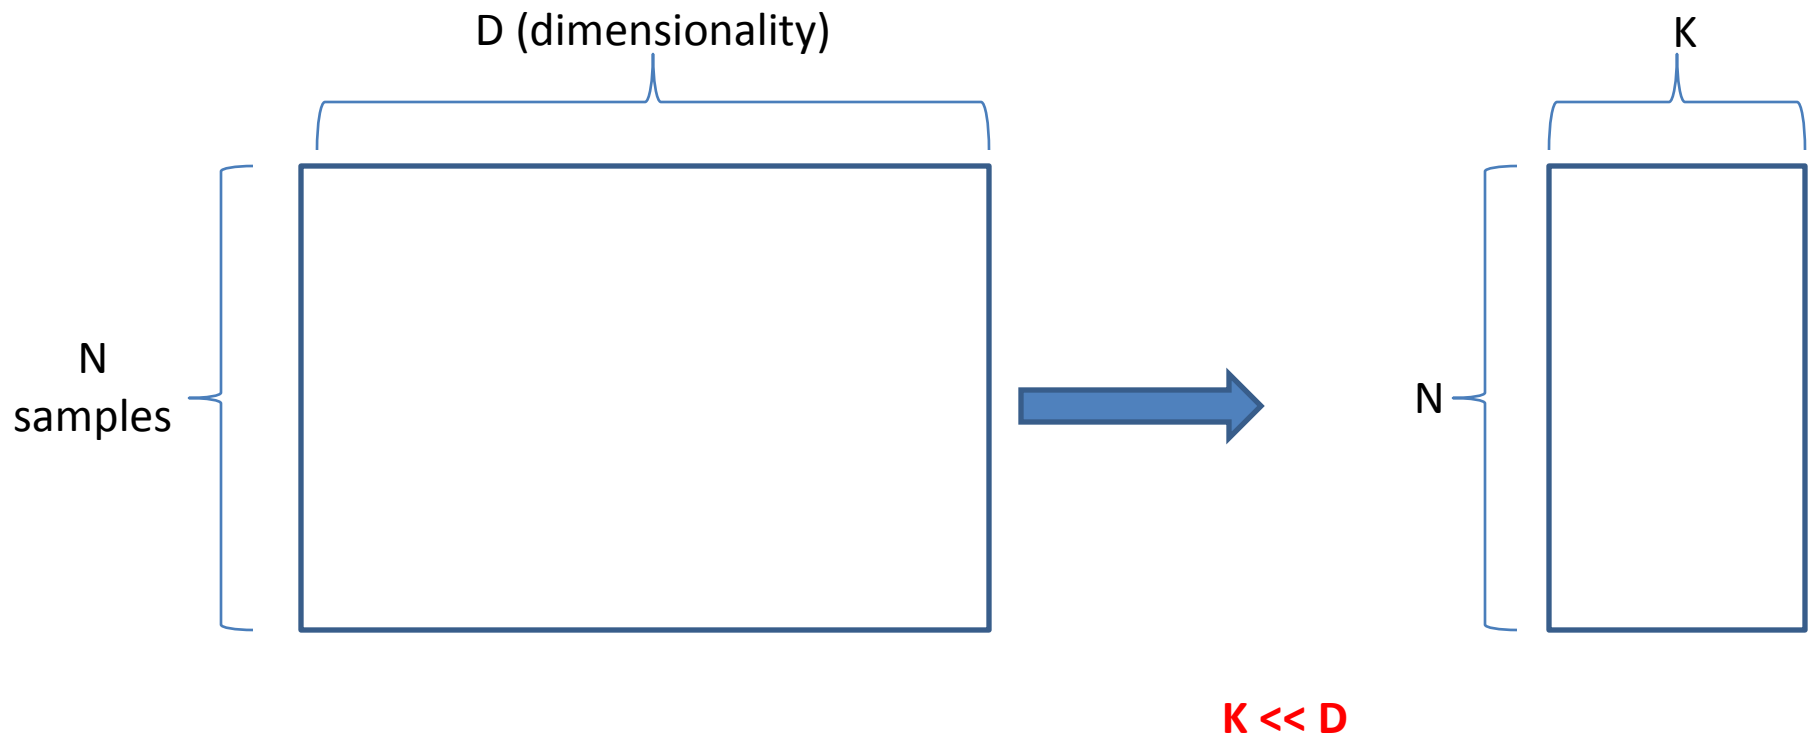 D (dimensionality)
K
N
samples
N
K << D